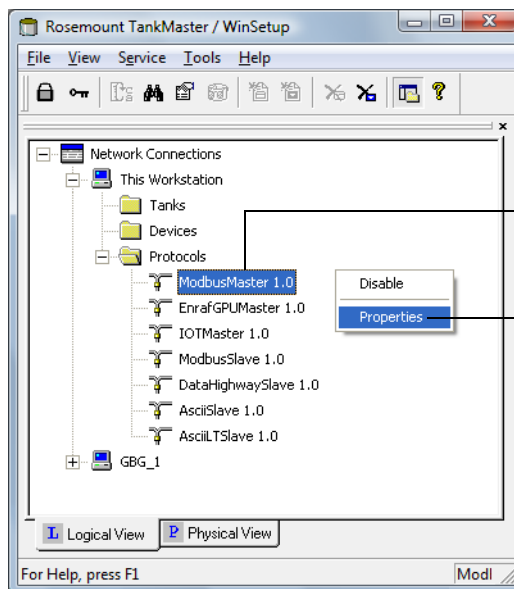 Rosemount TankMaster / WinSetup
File View Service Tools Help
Network Connections
This Workstation
Tanks
Devices
Protocols
ModbusMaster 1.0
Disable
EnrafGPUMaster 1.0
Properties
IOTMaster 1.0
ModbusSlave 1.0
DataHighwaySlave 1.0
AsciiSlave 1.0
AsciiLTSlave 1.0
GBG_1
L Logical View P Physical View
For Help, press F1 Modl